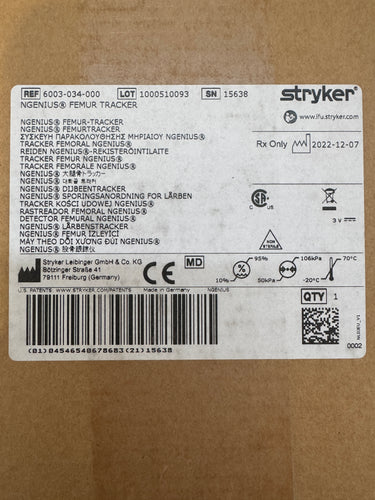 REF 6003-034-000 LOT 1000510093 SN 15638
stryker®
NGENIUS® FEMUR TRACKER
www.ifu.stryker.com
NGENIUS® FEMUR-TRACKER
NGENIUS® FEMURTRACKER
ΣΥΣΚΕΥΗ ΠΑΡΑΚΟΛΟΥΘΗΣΗΣ ΜΗΡΙΑΙΟΥ NGENIUS®
TRACKER FEMORAL NGENIUS®
REIDEN NGENIUS®-REKISTERÖINTILAITE
TRACKER FÉMUR NGENIUS®
TRACKER FEMORALE NGENIUS®
NGENIUS® 大腿骨トラッカー
NGENIUS® 대퇴골 트래커
NGENIUS® DIJBEENTRACKER
NGENIUS® SPORINGSANORDNING FOR LÅRBEN
TRACKER KOŚCI UDOWEJ NGENIUS®
RASTREADOR FEMORAL NGENIUS®
DETECTOR FEMURAL NGENIUS®
NGENIUS® LÅRBENSTRACKER
NGENIUS® FEMUR İZLEYİCİ
MÁY THEO DÕI XƯƠNG ĐÙI NGENIUS®
NGENIUS® 股骨跟踪器
Rx Only 2022-12-07
CSA
C US
3 V
Stryker Leibinger GmbH & Co. KG
Bötzinger Straße 41
79111 Freiburg (Germany)
CE
MD
95%
10%
106kPa
50kPa
70°C
-20°C
U.S. PATENTS: WWW.STRYKER.COM/PATENTS Made in Germany NGENIUS
QTY 1
(01)04546540678683(21)15638
0002